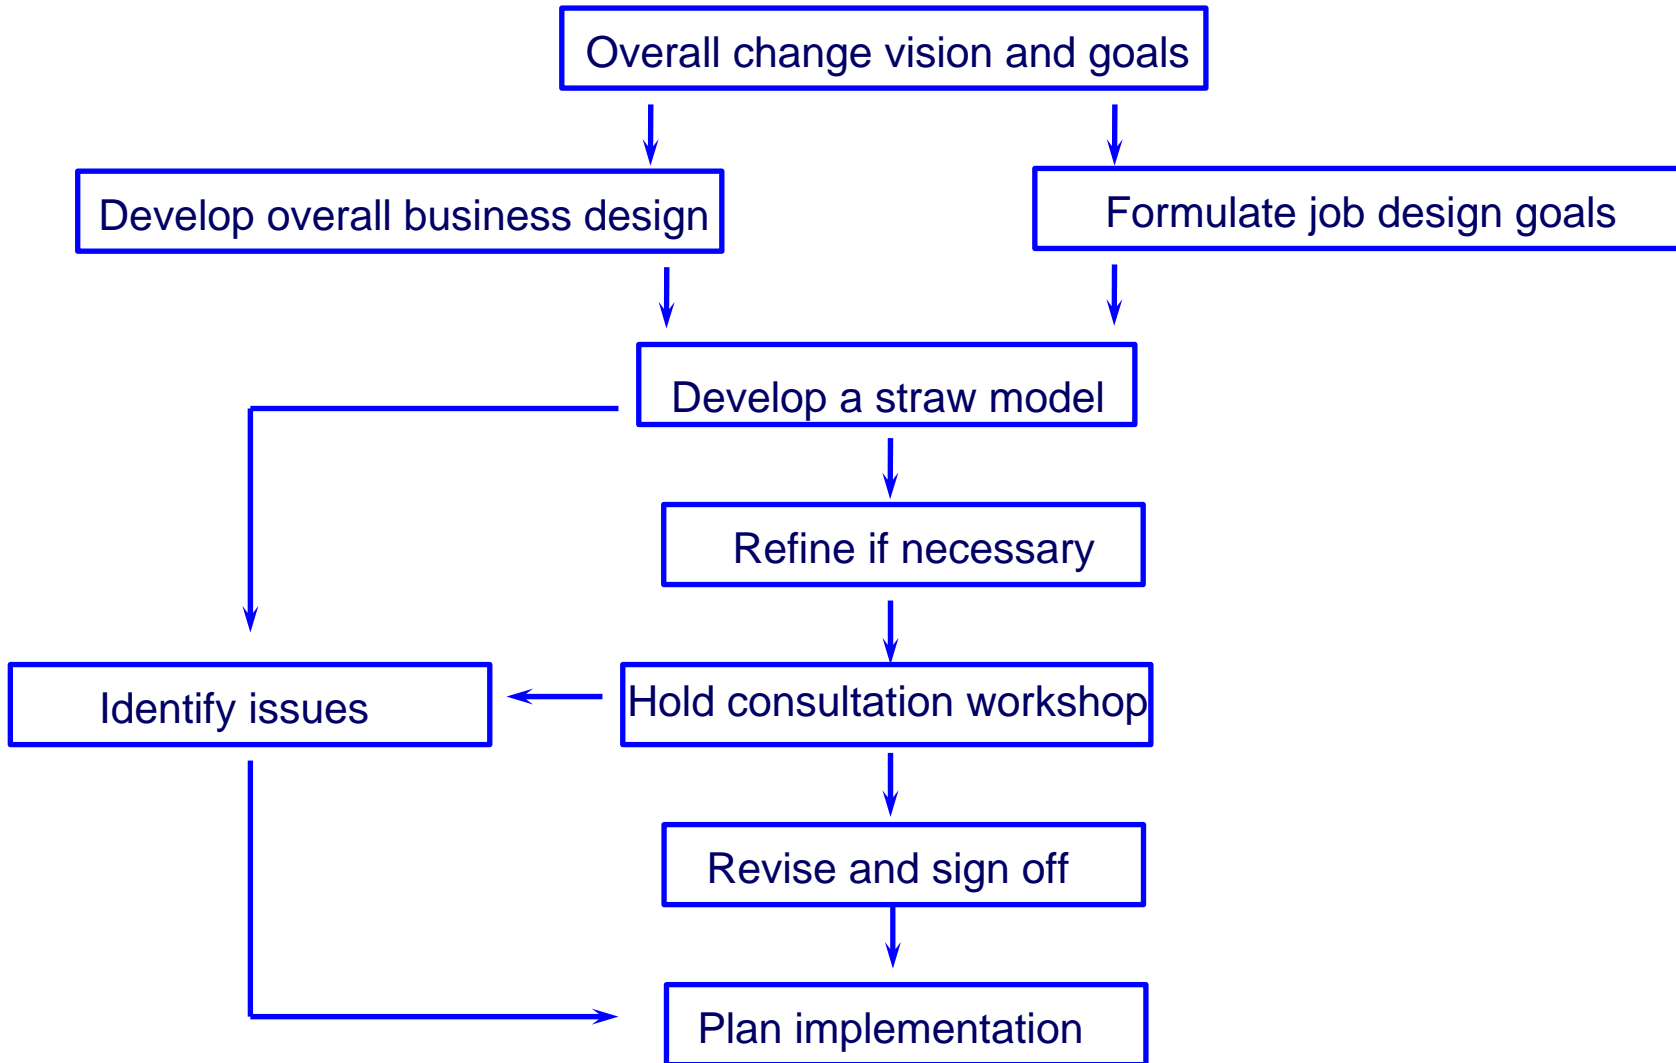 Overall change vision and goals
Develop overall business design
Formulate job design goals
Develop a straw model
Refine if necessary
Identify issues
Hold consultation workshop
Revise and sign off
Plan implementation